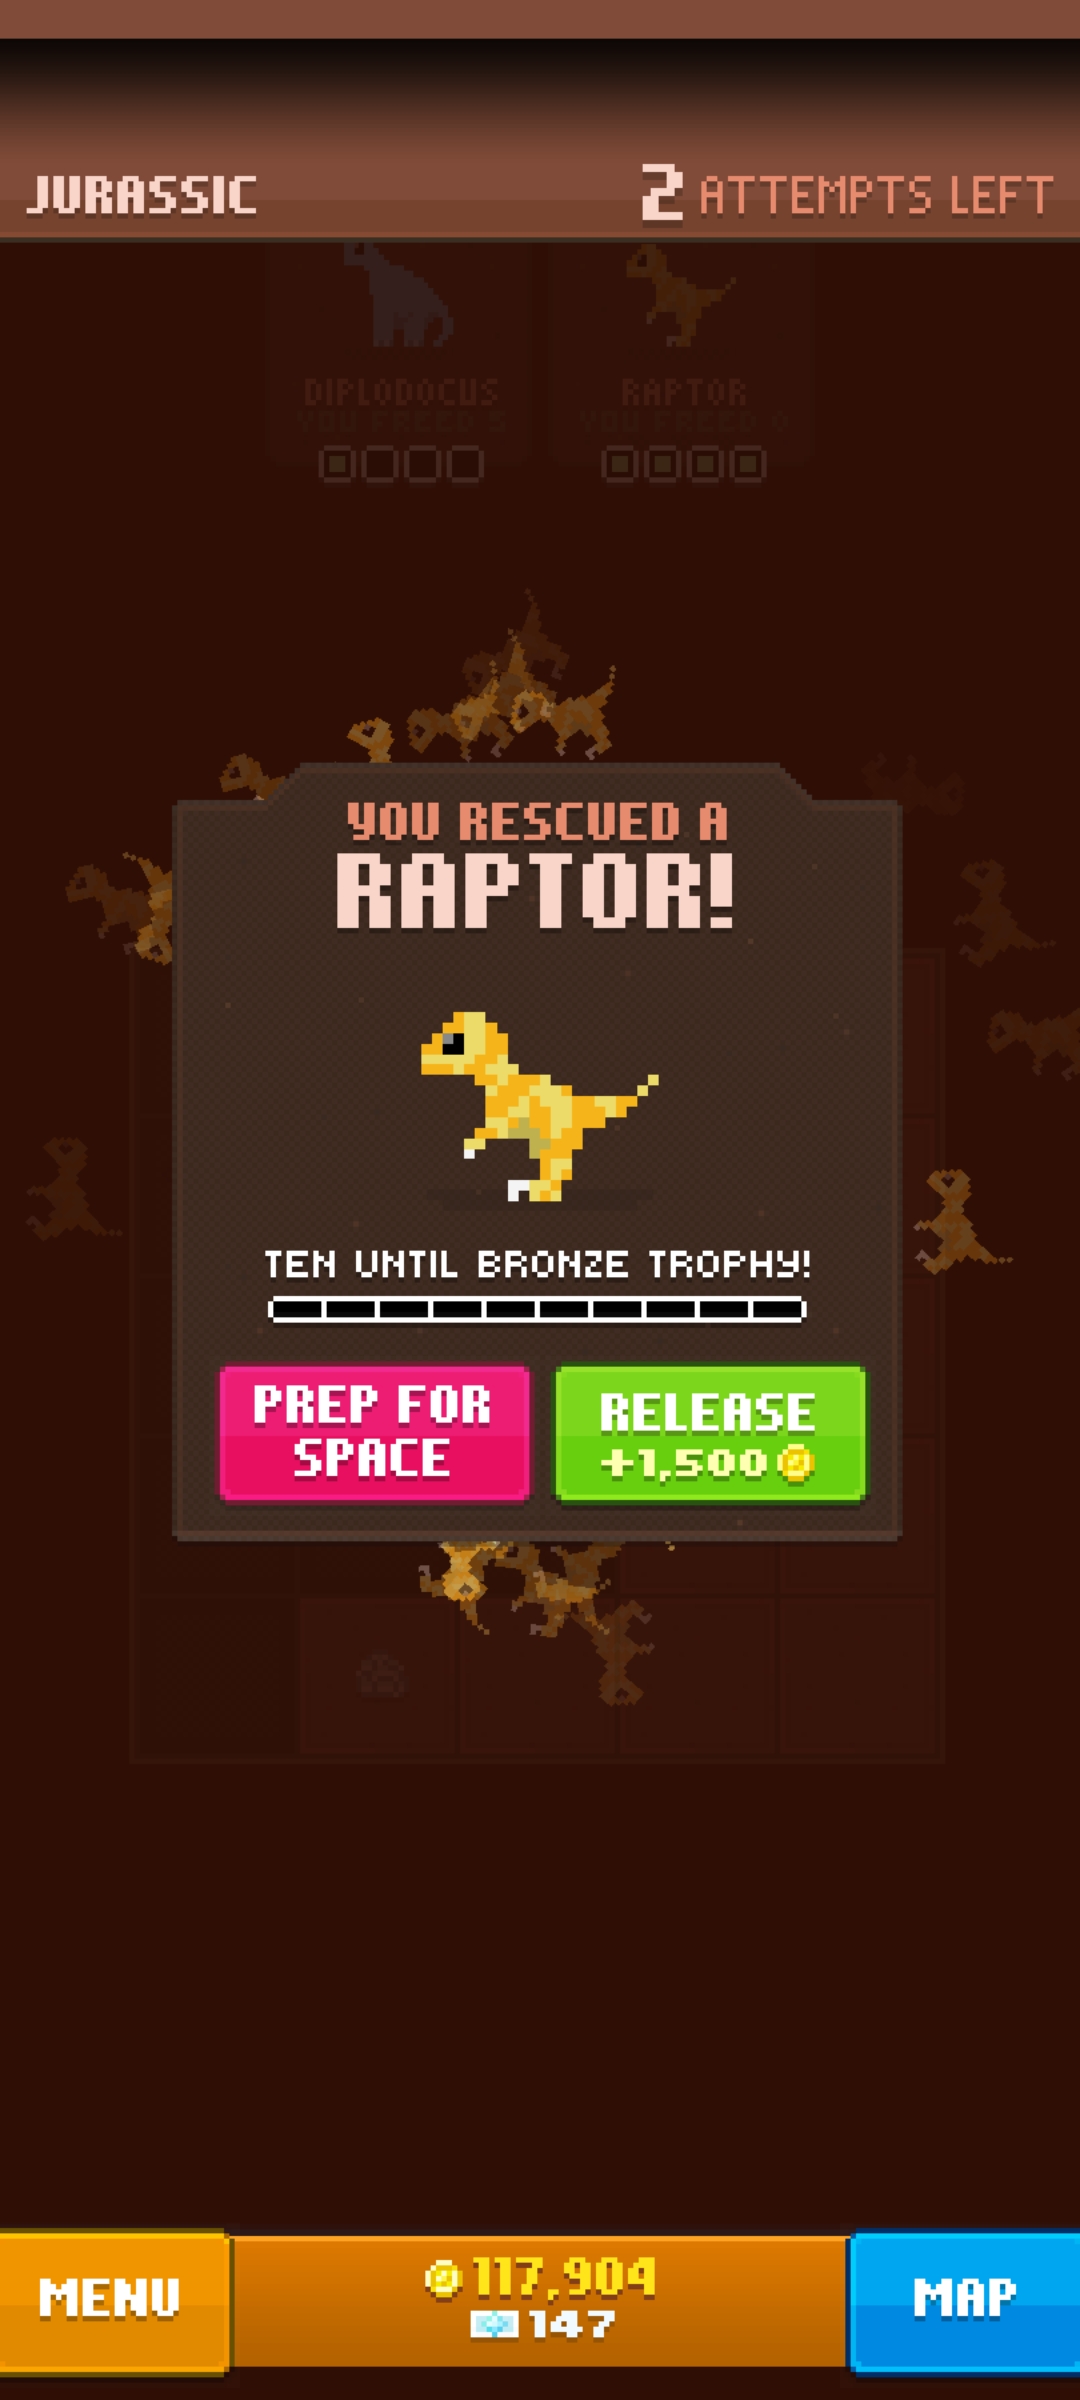 JURASSIC
2 ATTEMPTS LEFT
DIPLODOCUS
RAPTOR
YOU FREED 5
YOU FREED 0
YOU RESCUED A
RAPTOR!
TEN UNTIL BRONZE TROPHY!
PREP FOR
SPACE
RELEASE
+1,500
MENU
117,904
147
MAP